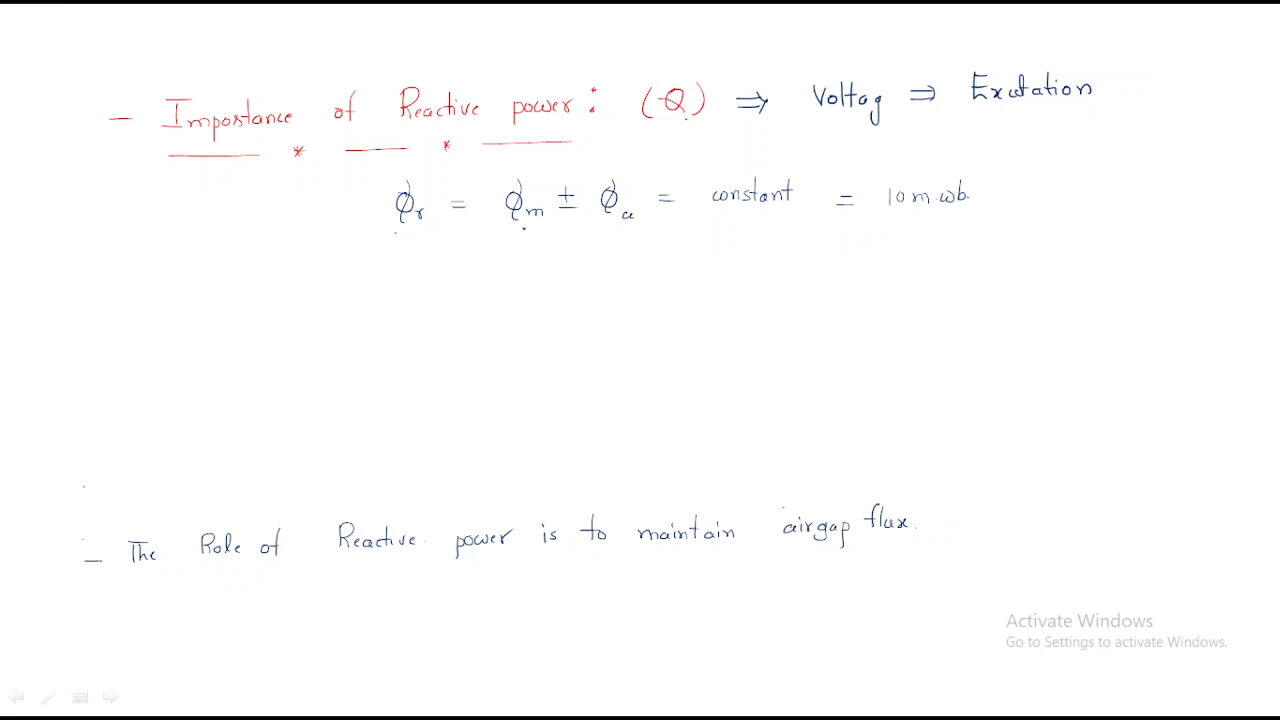 - Importance of Reactive power: (Q) ⇒ Voltag ⇒ Excitation
ϕr = ϕm ± ϕa = constant = 10 m wb.
- The Role of Reactive power is to maintain airgap flux.
Activate Windows
Go to Settings to activate Windows.